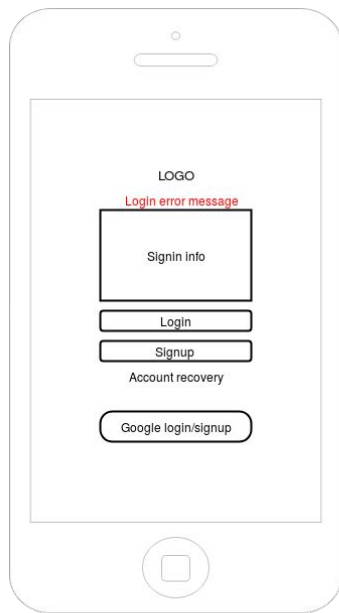 LOGO
Login error message
Signin info
Login
Signup
Account recovery
Google login/signup